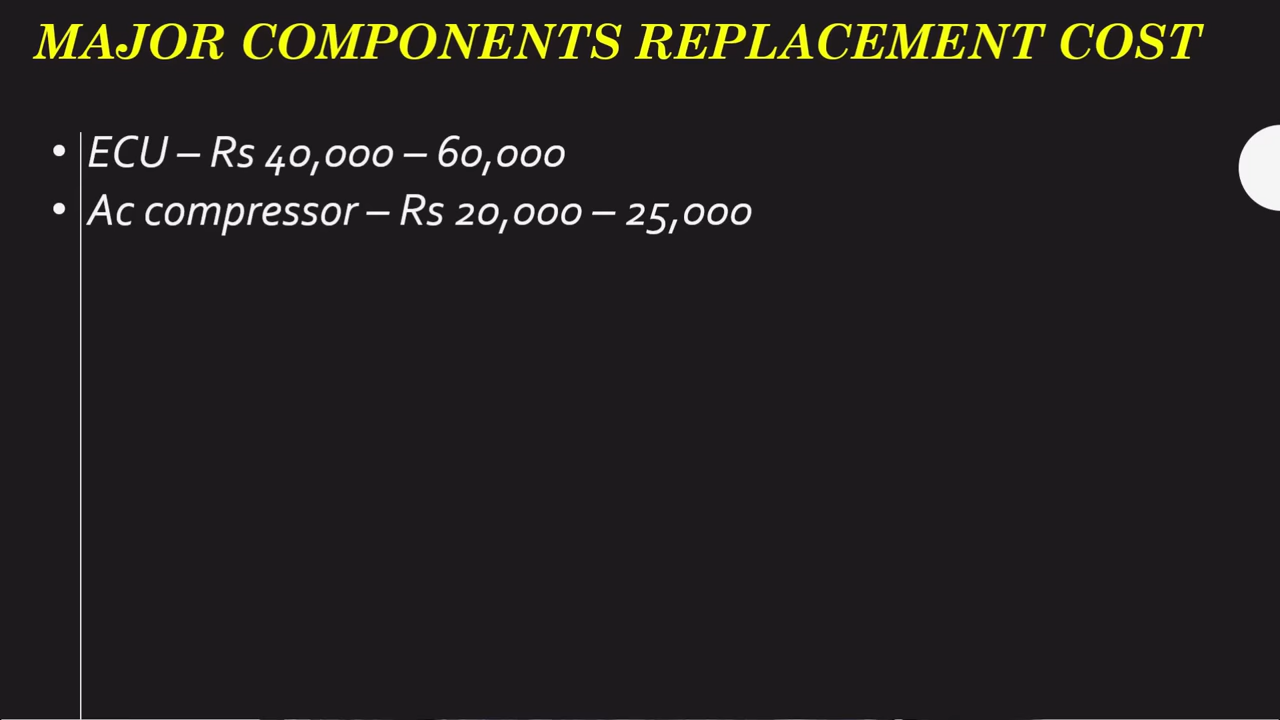 MAJOR COMPONENTS REPLACEMENT COST
• ECU – Rs 40,000 – 60,000
• Ac compressor – Rs 20,000 – 25,000